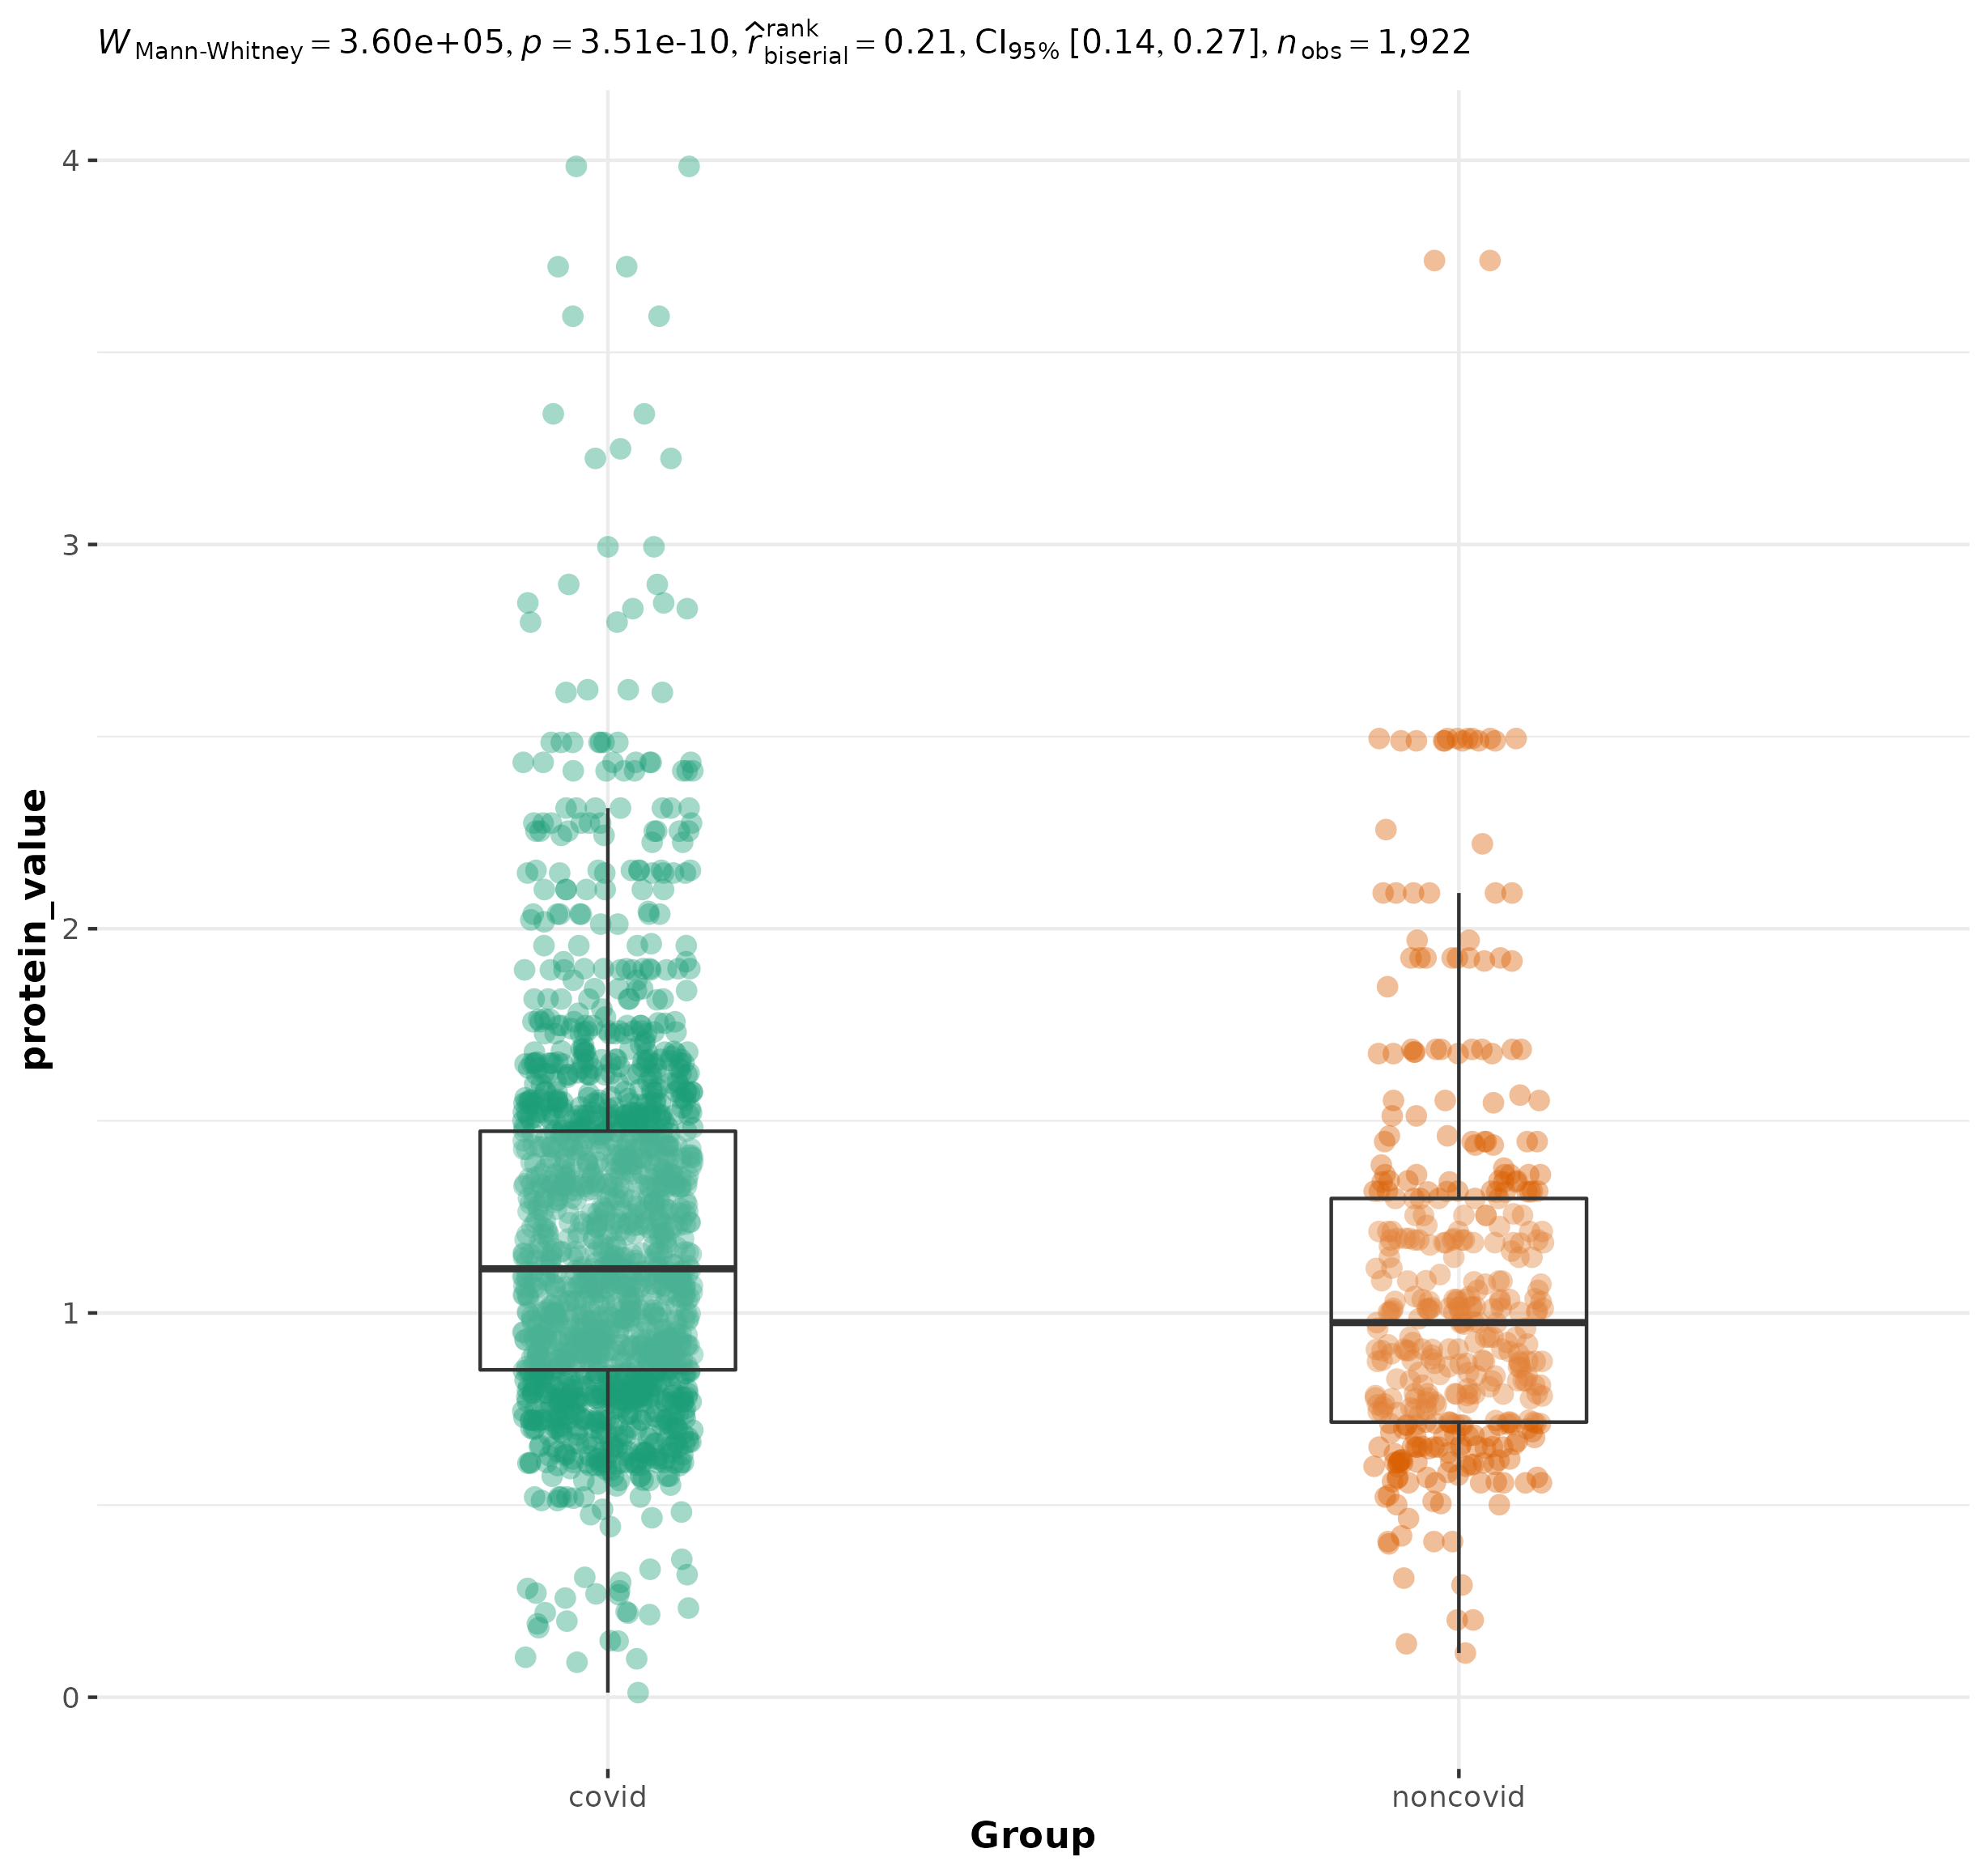 W Mann-Whitney = 3.60e+05, p = 3.51e-10, r̂ rank biserial = 0.21, CI95% [0.14, 0.27], n obs = 1,922
4
3
2
1
0
protein_value
covid noncovid
Group